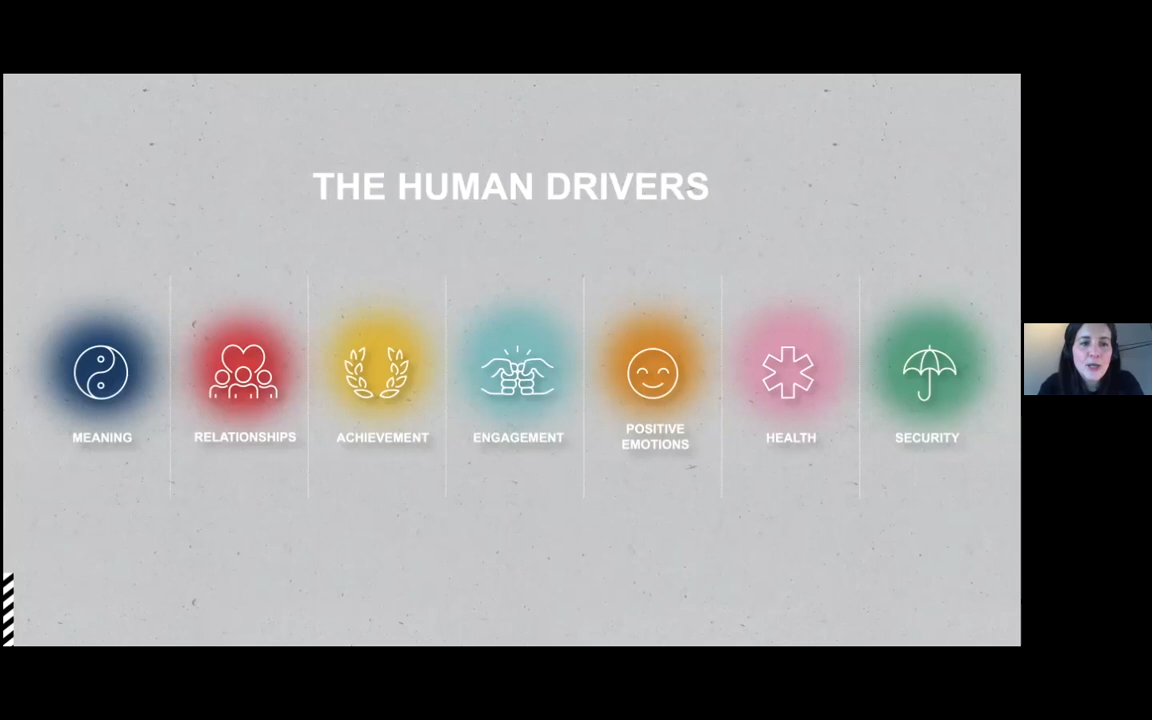 THE HUMAN DRIVERS
MEANING
RELATIONSHIPS
ACHIEVEMENT
ENGAGEMENT
POSITIVE
EMOTIONS
HEALTH
SECURITY